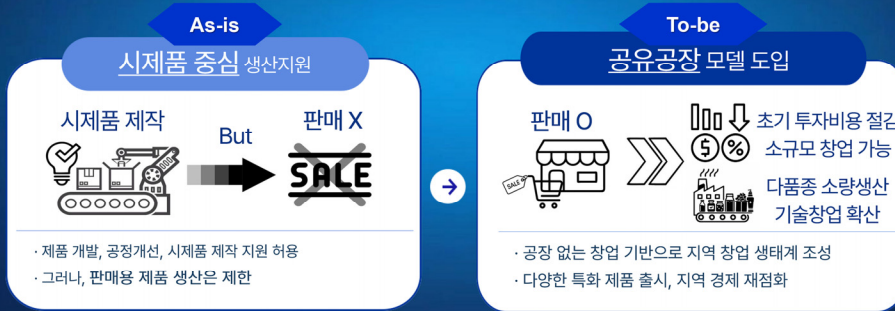 As-is
시제품 중심 생산지원
시제품 제작
But
판매 X
SALE
· 제품 개발, 공정개선, 시제품 제작 지원 허용
· 그러나, 판매용 제품 생산은 제한
To-be
공유공장 모델 도입
판매 O
SALE
초기 투자비용 절감
소규모 창업 가능
다품종 소량생산
기술창업 확산
· 공장 없는 창업 기반으로 지역 창업 생태계 조성
· 다양한 특화 제품 출시, 지역 경제 재점화